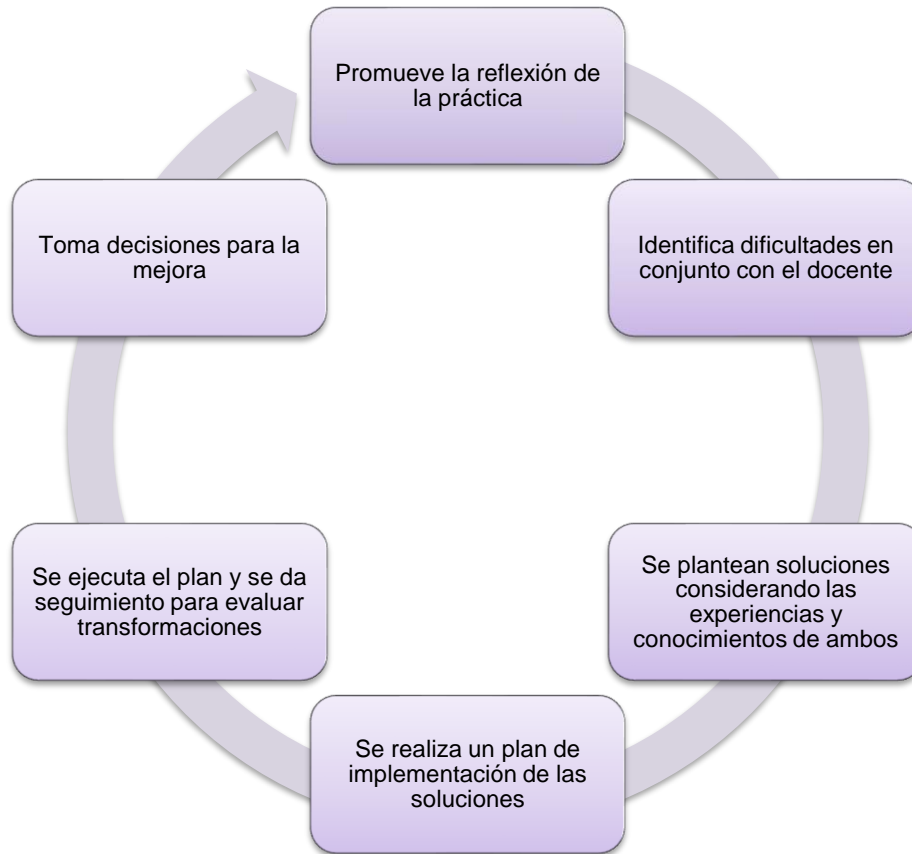 Promueve la reflexión de
la práctica
Identifica dificultades en
conjunto con el docente
Se plantean soluciones
considerando las
experiencias y
conocimientos de ambos
Se realiza un plan de
implementación de las
soluciones
Se ejecuta el plan y se da
seguimiento para evaluar
transformaciones
Toma decisiones para la
mejora